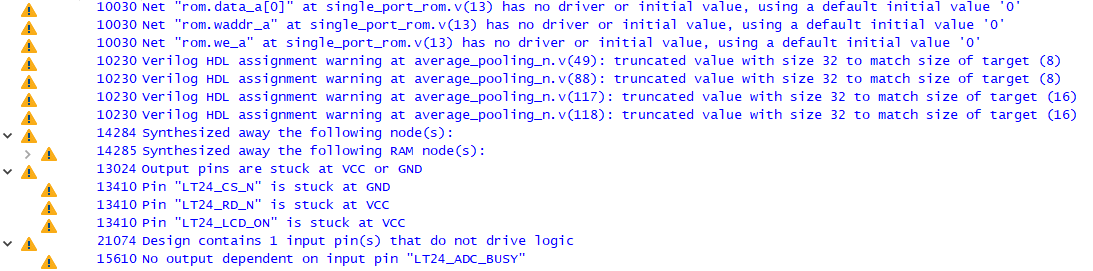 10030 Net "rom.data_a[0]" at single_port_rom.v(13) has no driver or initial value, using a default initial value '0'
10030 Net "rom.waddr_a" at single_port_rom.v(13) has no driver or initial value, using a default initial value '0'
10030 Net "rom.we_a" at single_port_rom.v(13) has no driver or initial value, using a default initial value '0'
10230 Verilog HDL assignment warning at average_pooling_n.v(49): truncated value with size 32 to match size of target (8)
10230 Verilog HDL assignment warning at average_pooling_n.v(88): truncated value with size 32 to match size of target (8)
10230 Verilog HDL assignment warning at average_pooling_n.v(117): truncated value with size 32 to match size of target (16)
10230 Verilog HDL assignment warning at average_pooling_n.v(118): truncated value with size 32 to match size of target (16)
14284 Synthesized away the following node(s):
14285 Synthesized away the following RAM node(s):
13024 Output pins are stuck at VCC or GND
13410 Pin "LT24_CS_N" is stuck at GND
13410 Pin "LT24_RD_N" is stuck at VCC
13410 Pin "LT24_LCD_ON" is stuck at VCC
21074 Design contains 1 input pin(s) that do not drive logic
15610 No output dependent on input pin "LT24_ADC_BUSY"